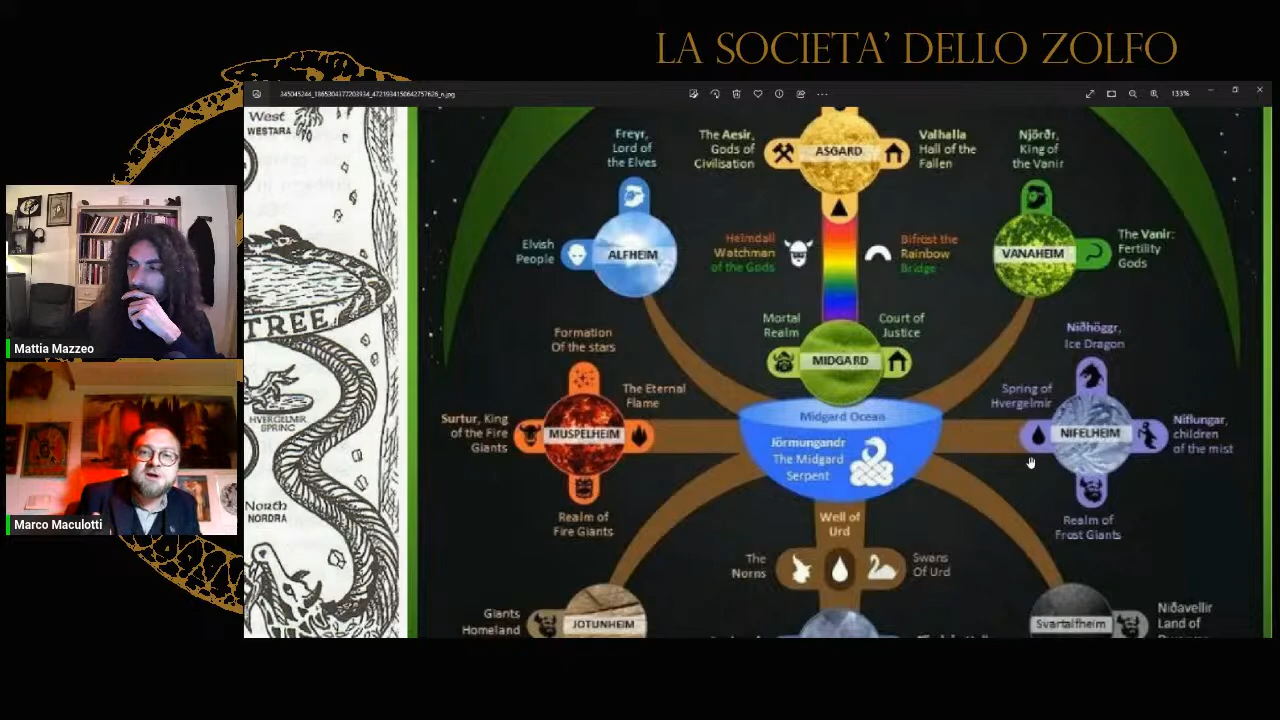 LA SOCIETA' DELLO ZOLFO
133%
West
WESTARA
TREE
HVERGELMIR
SPRING
North
NORDRA
Freyr,
Lord of
the Elves
The Aesir,
Gods of
Civilisation
ASGARD
Valhalla
Hall of the
Fallen
Njörðr,
King of
the Vanir
Elvish
People
ALFHEIM
Heimdall
Watchman
of the Gods
Bifröst the
Rainbow
Bridge
VANAHEIM
The Vanir:
Fertility
Gods
Mortal
Realm
Court of
Justice
MIDGARD
Formation
Of the stars
The Eternal
Flame
Surtur, King
of the Fire
Giants
MUSPELHEIM
Realm of
Fire Giants
Midgard Ocean
Jörmungandr
The Midgard
Serpent
Niðhöggr,
Ice Dragon
Spring of
Hvergelmir
NIFELHEIM
Niflungar,
children
of the mist
Realm of
Frost Giants
Well of
Urd
The
Norns
Swans
Of Urd
Giants
Homeland
JOTUNHEIM
Svartalfheim
Niðavellir
Land of
Mattia Mazzeo
Marco Maculotti